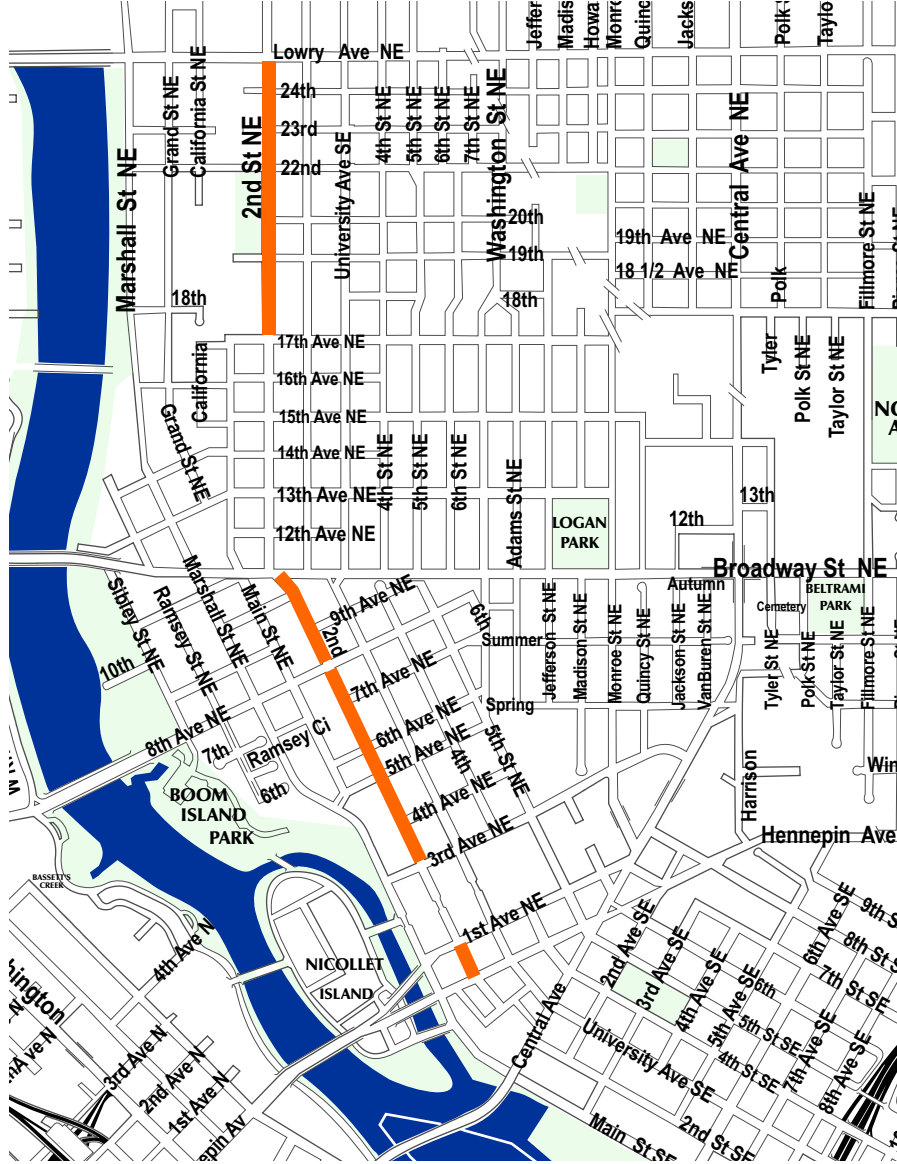 Jeffer
Madis
Howa
Monro
Quinc
Jacks
Polk S
Taylo
Lowry Ave NE
Grand St NE
California St NE
24th
4th St NE
5th St NE
6th St NE
7th St NE
Washington St NE
Central Ave NE
23rd
22nd
2nd St NE
University Ave SE
Marshall St NE
20th
19th
19th Ave NE
18 1/2 Ave NE
Polk
Fillmore St NE
18th
18th
17th Ave NE
California
16th Ave NE
Tyler
Polk St NE
Taylor St NE
Grand St NE
15th Ave NE
14th Ave NE
4th St NE
5th St NE
6th St NE
Adams St NE
13th Ave NE
13th
12th Ave NE
LOGAN
PARK
12th
Broadway St NE
Autumn
BELTRAMI
PARK
Cemetery
Sibley St NE
Ramsey St NE
Marshall St NE
Main St NE
9th Ave NE
2nd
6th
Summer
Jefferson St NE
Madison St NE
Monroe St NE
Quincy St NE
Jackson St NE
VanBuren St NE
Tyler St NE
Polk St NE
Taylor St NE
Fillmore St NE
10th
7th Ave NE
Spring
8th Ave NE
7th
Ramsey Ci
6th
6th Ave NE
5th Ave NE
4th
5th St NE
4th Ave NE
3rd Ave NE
Harrison
Win
Hennepin Ave
BOOM
ISLAND
PARK
BASSETT'S
CREEK
4th Ave N
1st Ave NE
NICOLLET
ISLAND
2nd Ave SE
3rd Ave SE
4th Ave SE
5th Ave SE
6th Ave SE
7th Ave SE
8th Ave SE
9th S
8th St S
7th St SE
6th
5th St SE
4th St SE
University Ave SE
Central Ave
hington
3rd Ave N
2nd Ave N
1st Ave N
nepin Av
Main St SE
2nd St SE